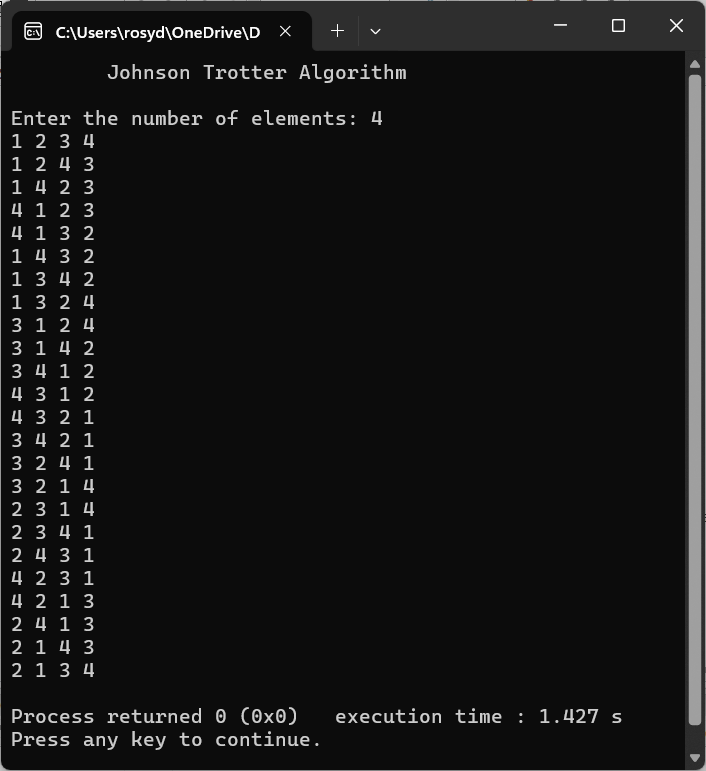 C:\Users\rosyd\OneDrive\D
Johnson Trotter Algorithm
Enter the number of elements: 4
1 2 3 4
1 2 4 3
1 4 2 3
4 1 2 3
4 1 3 2
1 4 3 2
1 3 4 2
1 3 2 4
3 1 2 4
3 1 4 2
3 4 1 2
4 3 1 2
4 3 2 1
3 4 2 1
3 2 4 1
3 2 1 4
2 3 1 4
2 3 4 1
2 4 3 1
4 2 3 1
4 2 1 3
2 4 1 3
2 1 4 3
2 1 3 4
Process returned 0 (0x0)   execution time : 1.427 s
Press any key to continue.